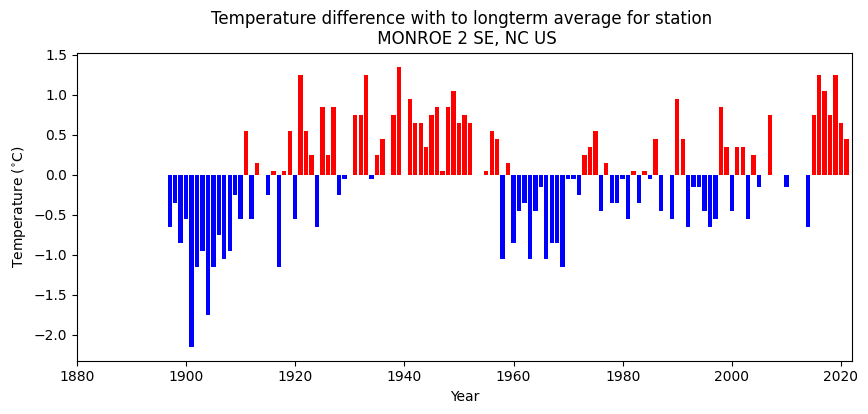 Temperature difference with to longterm average for station
MONROE 2 SE, NC US
1.5
1.0
0.5
0.0
−0.5
−1.0
−1.5
−2.0
Temperature (°C)
1880 1900 1920 1940 1960 1980 2000 2020
Year